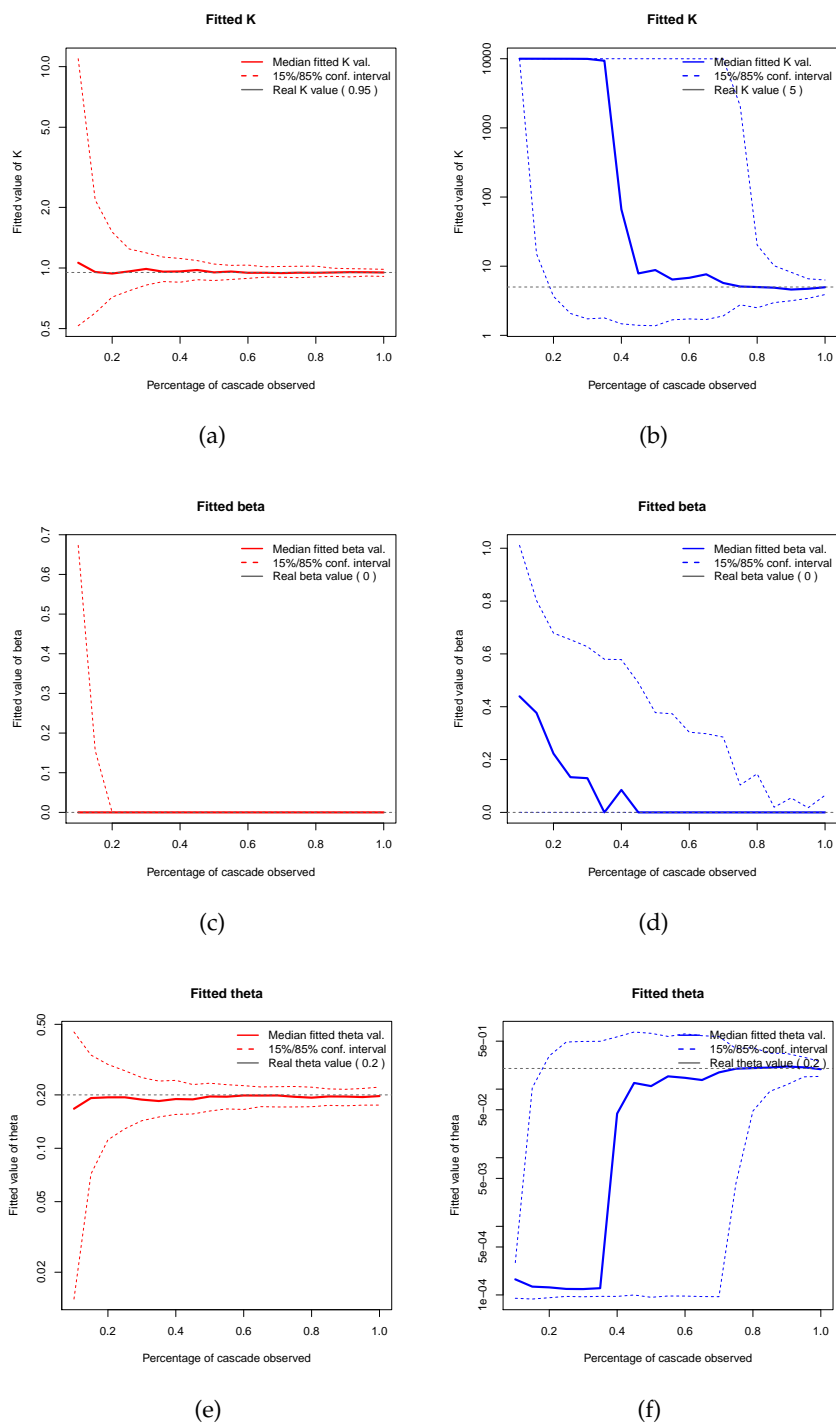 Fitted K
Median fitted K val.
15%/85% conf. interval
Real K value ( 0.95 )
Fitted value of K
0.5 1.0 2.0 5.0 10.0
0.2 0.4 0.6 0.8 1.0
Percentage of cascade observed
(a)
Fitted K
Median fitted K val.
15%/85% conf. interval
Real K value ( 5 )
Fitted value of K
1 10 100 1000 10000
0.2 0.4 0.6 0.8 1.0
Percentage of cascade observed
(b)
Fitted beta
Median fitted beta val.
15%/85% conf. interval
Real beta value ( 0 )
Fitted value of beta
0.0 0.1 0.2 0.3 0.4 0.5 0.6 0.7
0.2 0.4 0.6 0.8 1.0
Percentage of cascade observed
(c)
Fitted beta
Median fitted beta val.
15%/85% conf. interval
Real beta value ( 0 )
Fitted value of beta
0.0 0.2 0.4 0.6 0.8 1.0
0.2 0.4 0.6 0.8 1.0
Percentage of cascade observed
(d)
Fitted theta
Median fitted theta val.
15%/85% conf. interval
Real theta value ( 0.2 )
Fitted value of theta
0.02 0.05 0.10 0.20 0.50
0.2 0.4 0.6 0.8 1.0
Percentage of cascade observed
(e)
Fitted theta
Median fitted theta val.
15%/85% conf. interval
Real theta value ( 0.2 )
Fitted value of theta
1e−04 5e−04 5e−03 5e−02 5e−01
0.2 0.4 0.6 0.8 1.0
Percentage of cascade observed
(f)